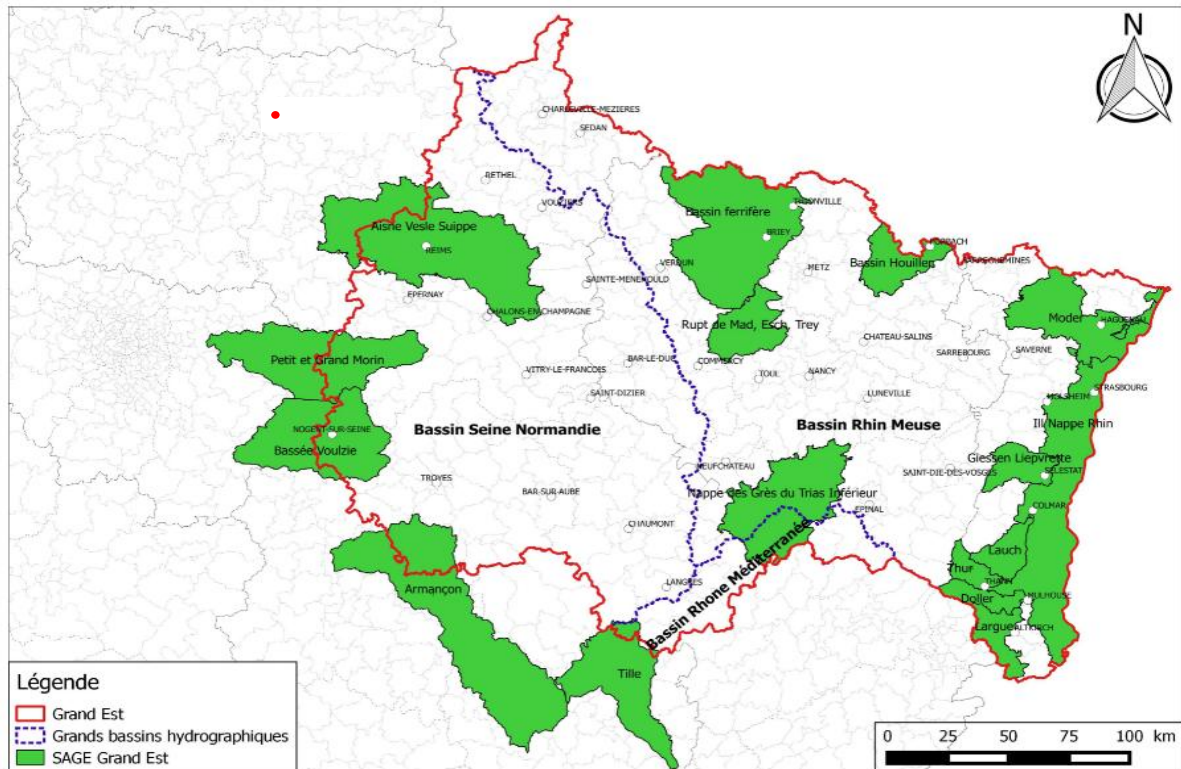 N
CHARLEVILLE-MEZIERES
SEDAN
RETHEL
VOUZIERS
Bassin ferrifère
THIONVILLE
Aisne Vesle Suippe
REIMS
BRIEY
FORBACH
Bassin Houiller
SARREGUEMINES
VERDUN
METZ
SAINTE-MENEHOULD
EPERNAY
CHALONS-EN-CHAMPAGNE
Rupt de Mad, Esch, Trey
Moder
HAGUENAU
CHATEAU-SALINS
SARREBOURG
SAVERNE
Petit et Grand Morin
BAR-LE-DUC
COMMERCY
VITRY-LE-FRANCOIS
TOUL
NANCY
SAINT-DIZIER
LUNEVILLE
MOLSHEIM
STRASBOURG
NOGENT-SUR-SEINE
Bassin Seine Normandie
Bassin Rhin Meuse
Ill Nappe Rhin
Bassée Voulzie
Giessen Liepvrette
NEUFCHATEAU
SAINT-DIE-DES-VOSGES
SELESTAT
TROYES
BAR-SUR-AUBE
Nappe des Grès du Trias Inférieur
EPINAL
COLMAR
CHAUMONT
Bassin Rhone Méditerranée
Lauch
Thur
LANGRES
THANN
Armançon
Doller
MULHOUSE
Largue
ALTKIRCH
Tille
Légende
Grand Est
Grands bassins hydrographiques
SAGE Grand Est
0 25 50 75 100 km